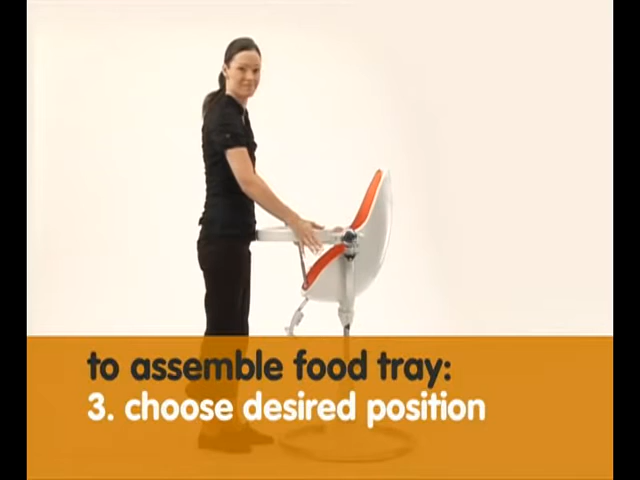 to assemble food tray:
3. choose desired position